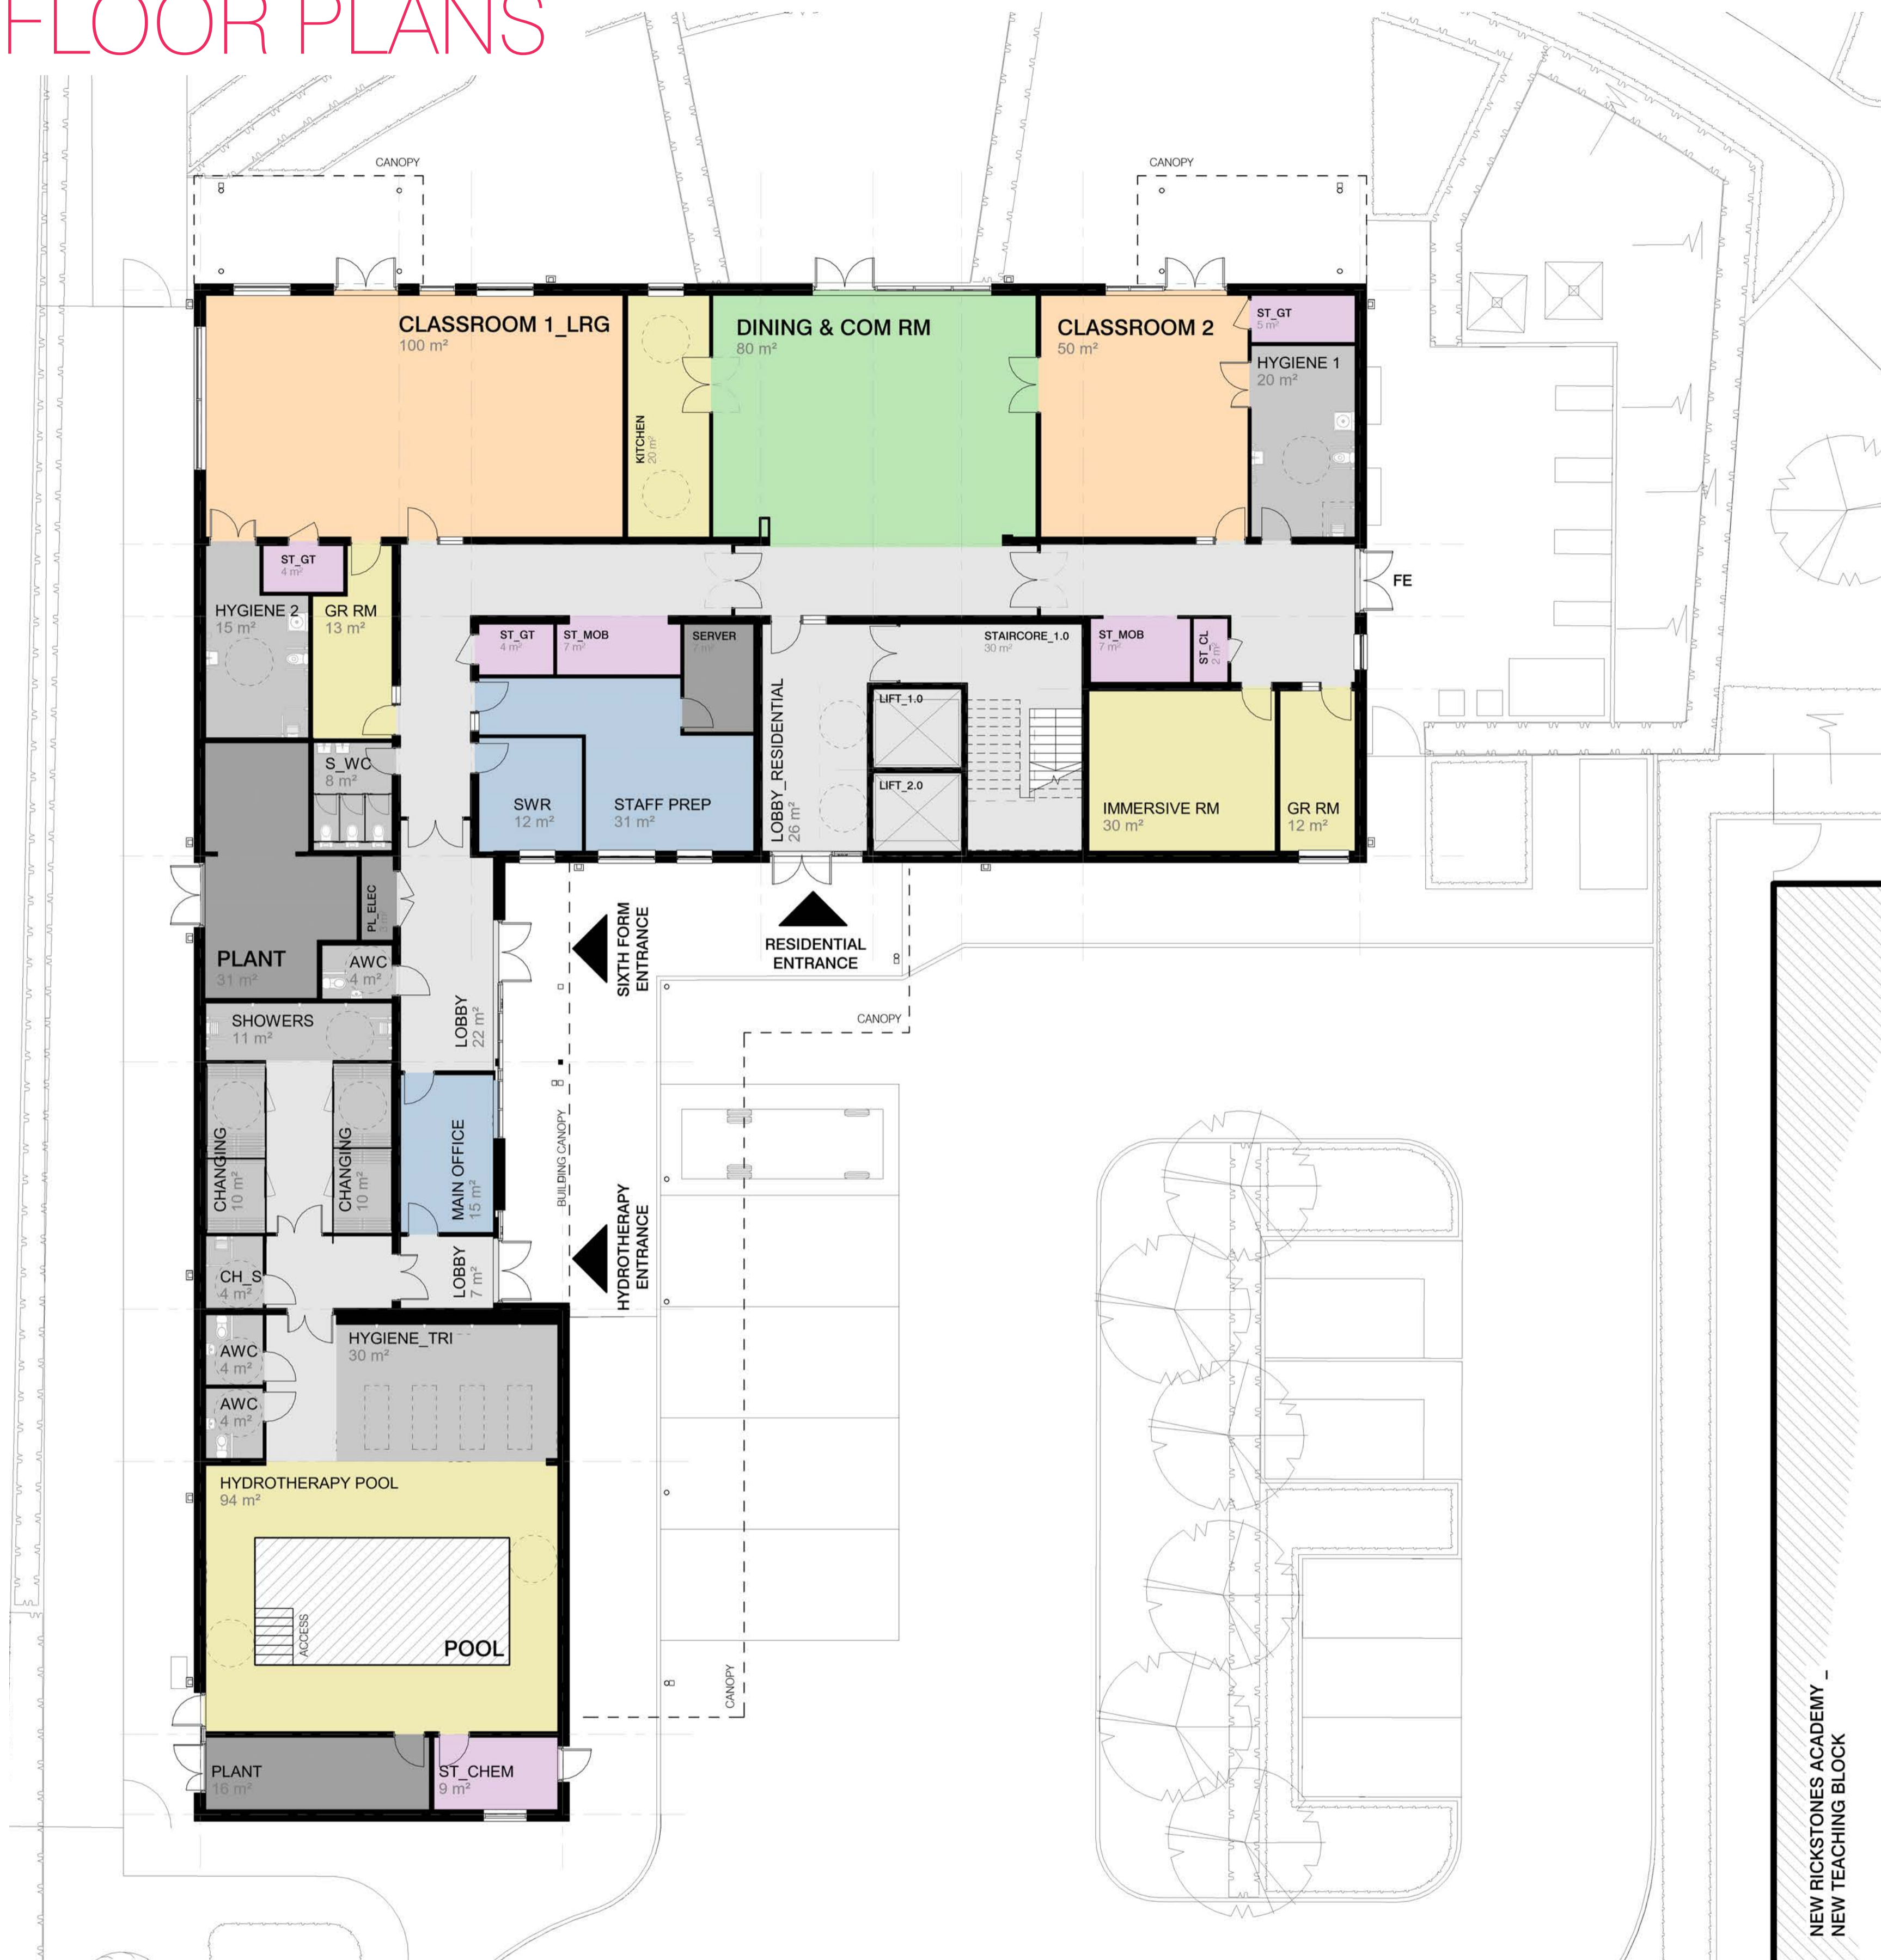 FLOOR PLANS
CANOPY
CANOPY
CLASSROOM 1_LRG
100 m²
KITCHEN
20 m²
DINING & COM RM
80 m²
CLASSROOM 2
50 m²
ST_GT
5 m²
HYGIENE 1
20 m²
ST_GT
4 m²
HYGIENE 2
15 m²
GR RM
13 m²
FE
ST_GT
4 m²
ST_MOB
7 m²
SERVER
7 m²
STAIRCORE_1.0
30 m²
ST_MOB
7 m²
ST_CL
2 m²
LOBBY_RESIDENTIAL
26 m²
LIFT_1.0
LIFT_2.0
S_WC
8 m²
SWR
12 m²
STAFF PREP
31 m²
IMMERSIVE RM
30 m²
GR RM
12 m²
PL_ELEC
3 m²
PLANT
31 m²
AWC
4 m²
SIXTH FORM
ENTRANCE
RESIDENTIAL
ENTRANCE
LOBBY
22 m²
CANOPY
SHOWERS
11 m²
CHANGING
10 m²
CHANGING
10 m²
MAIN OFFICE
15 m²
BUILDING CANOPY
HYDROTHERAPY
ENTRANCE
CH_S
4 m²
LOBBY
7 m²
AWC
4 m²
HYGIENE_TRI
30 m²
AWC
4 m²
HYDROTHERAPY POOL
94 m²
ACCESS
POOL
CANOPY
PLANT
16 m²
ST_CHEM
9 m²
NEW RICKSTONES ACADEMY _
NEW TEACHING BLOCK